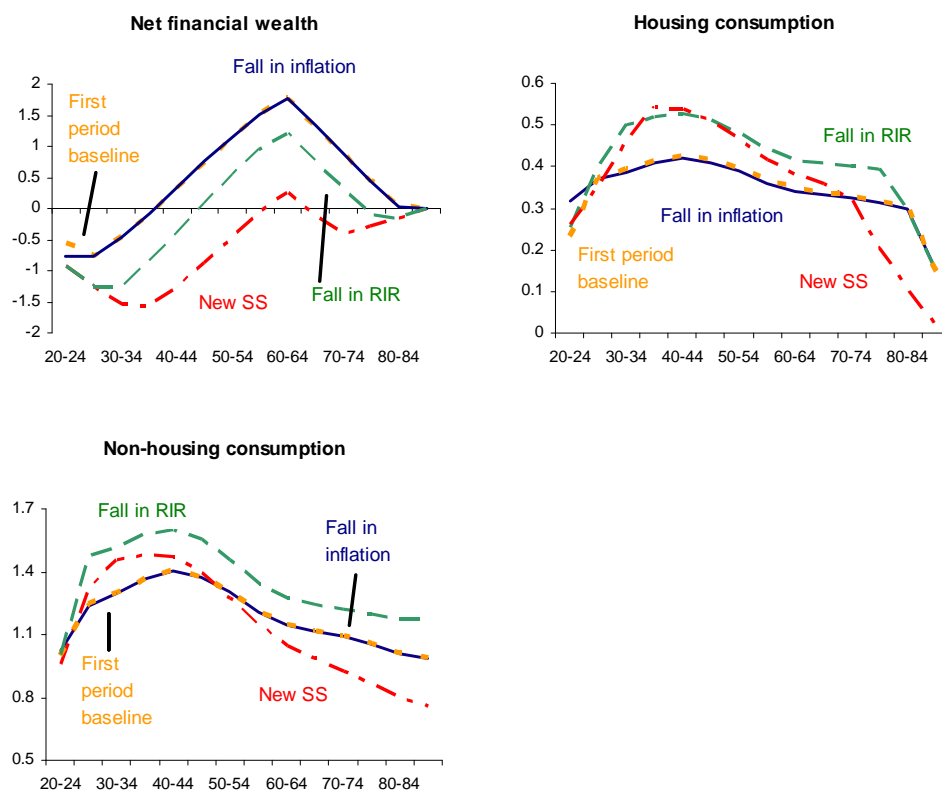 Net financial wealth
Fall in inflation
First
period
baseline
2
1.5
1
0.5
0
-0.5
-1
-1.5
-2
New SS
Fall in RIR
20-24 30-34 40-44 50-54 60-64 70-74 80-84
Housing consumption
0.6
0.5
0.4
0.3
0.2
0.1
0
Fall in RIR
Fall in inflation
First period
baseline
New SS
20-24 30-34 40-44 50-54 60-64 70-74 80-84
Non-housing consumption
1.7
1.4
1.1
0.8
0.5
Fall in RIR
Fall in
inflation
First
period
baseline
New SS
20-24 30-34 40-44 50-54 60-64 70-74 80-84